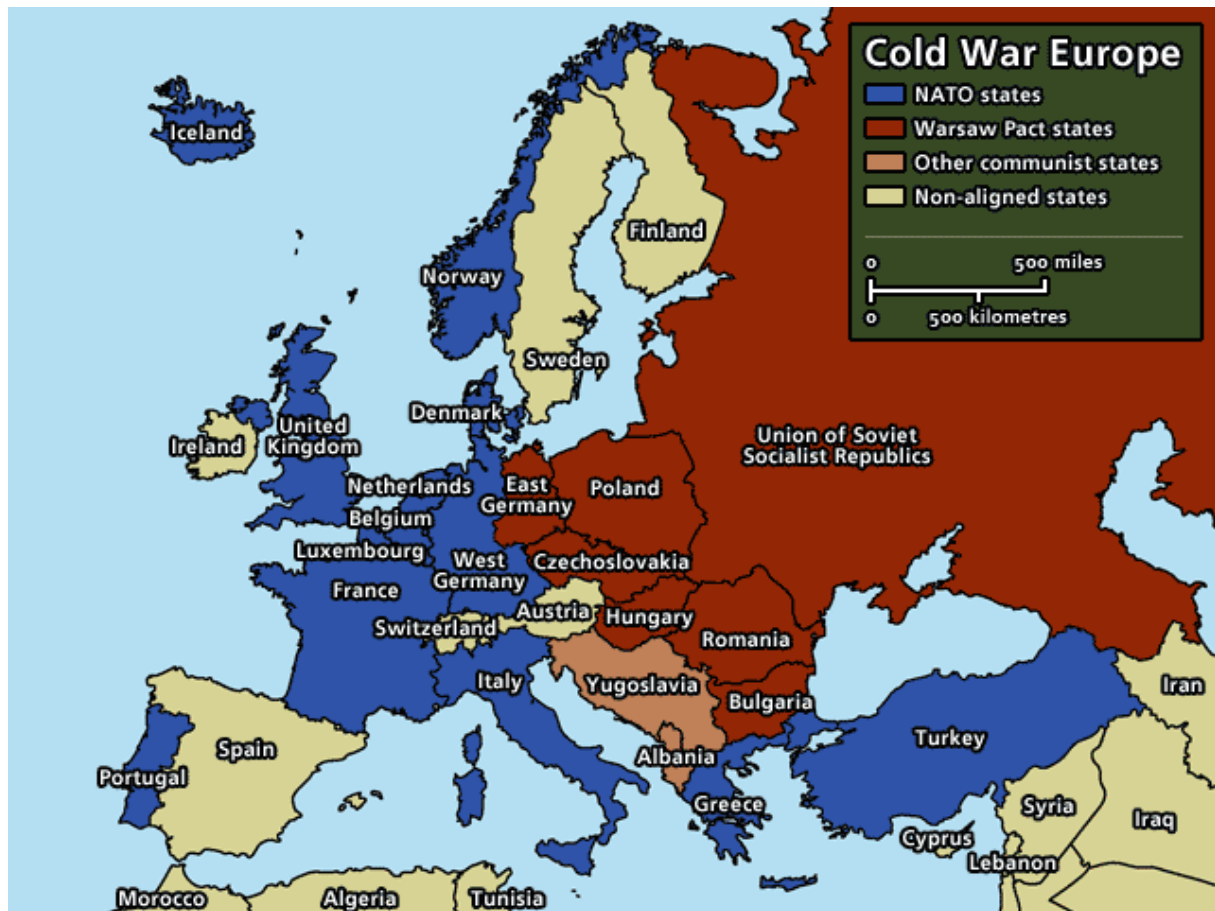 Cold War Europe
NATO states
Warsaw Pact states
Other communist states
Non-aligned states
0 500 miles
0 500 kilometres
Iceland
Finland
Norway
Sweden
Denmark
United
Kingdom
Ireland
Union of Soviet
Socialist Republics
Netherlands
East
Germany
Poland
Belgium
Luxembourg
West
Germany
Czechoslovakia
France
Austria
Hungary
Switzerland
Romania
Italy
Yugoslavia
Bulgaria
Iran
Spain
Portugal
Albania
Turkey
Greece
Syria
Iraq
Cyprus
Lebanon
Morocco
Algeria
Tunisia